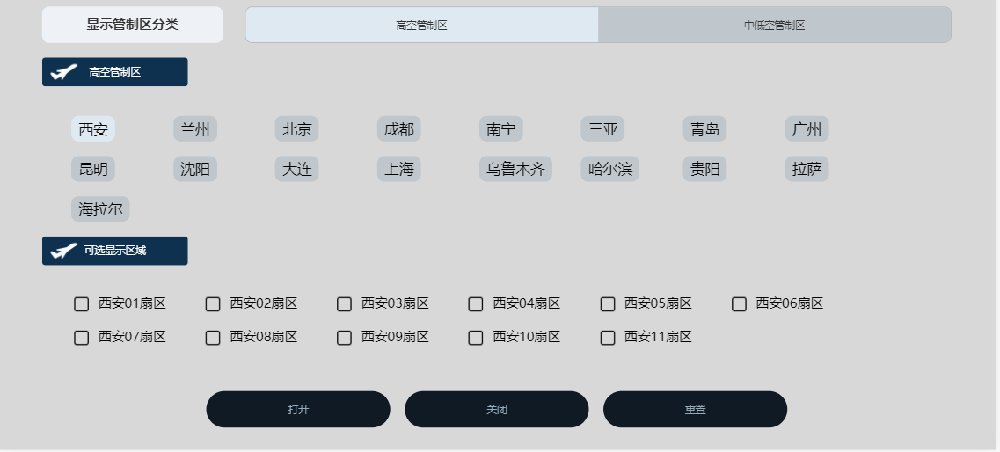 显示管制区分类 高空管制区 中低空管制区
高空管制区
西安 兰州 北京 成都 南宁 三亚 青岛 广州
昆明 沈阳 大连 上海 乌鲁木齐 哈尔滨 贵阳 拉萨
海拉尔
可选显示区域
西安01扇区 西安02扇区 西安03扇区 西安04扇区 西安05扇区 西安06扇区
西安07扇区 西安08扇区 西安09扇区 西安10扇区 西安11扇区
打开 关闭 重置